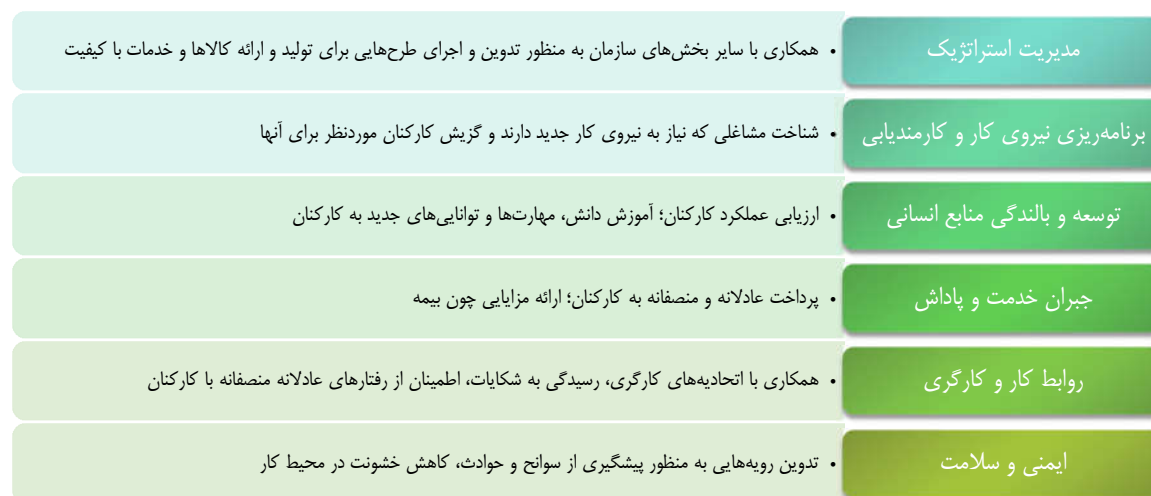 مدیریت استراتژیک
• همکاری با سایر بخش‌های سازمان به منظور تدوین و اجرای طرح‌هایی برای تولید و ارائه کالاها و خدمات با کیفیت
برنامه‌ریزی نیروی کار و کارمندیابی
• شناخت مشاغلی که نیاز به نیروی کار جدید دارند و گزیش کارکنان موردنظر برای آنها
توسعه و بالندگی منابع انسانی
• ارزیابی عملکرد کارکنان؛ آموزش دانش، مهارت‌ها و توانایی‌های جدید به کارکنان
جبران خدمت و پاداش
• پرداخت عادلانه و منصفانه به کارکنان؛ ارائه مزایایی چون بیمه
روابط کار و کارگری
• همکاری با اتحادیه‌های کارگری، رسیدگی به شکایات، اطمینان از رفتارهای عادلانه منصفانه با کارکنان
ایمنی و سلامت
• تدوین رویه‌هایی به منظور پیشگیری از سوانح و حوادث، کاهش خشونت در محیط کار